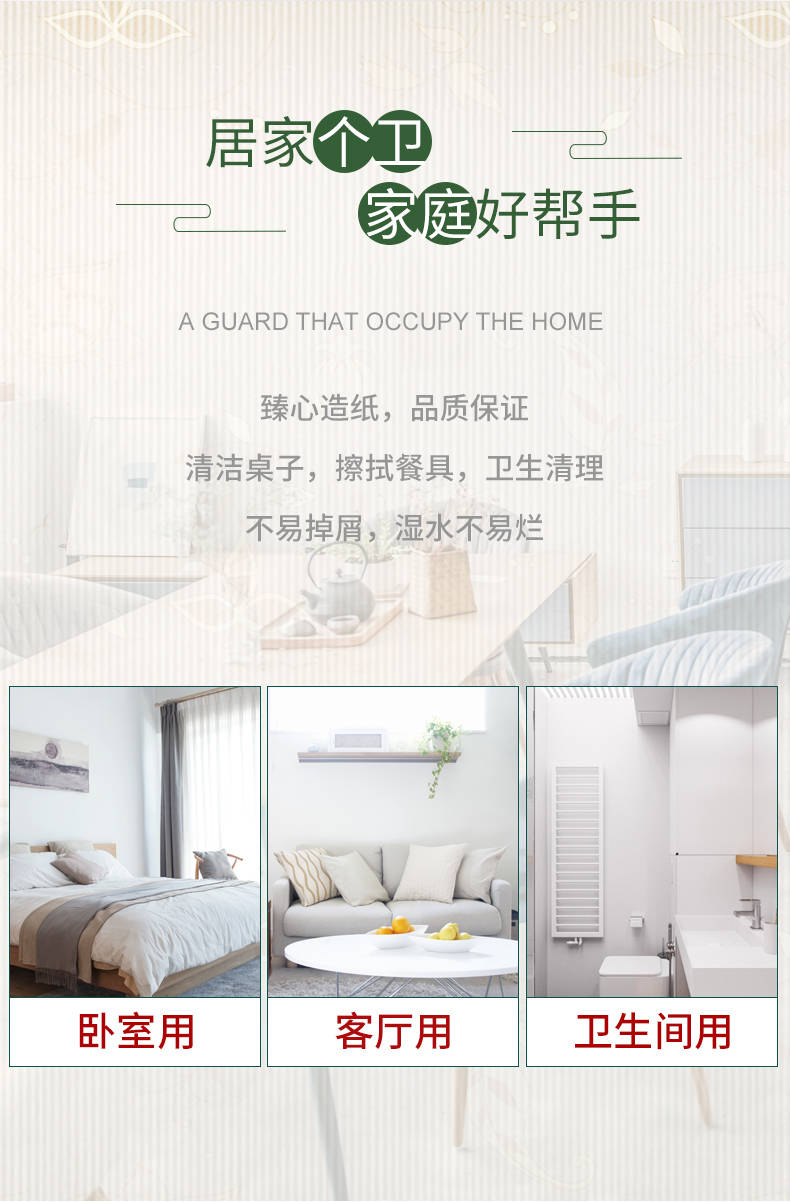 居家个卫
家庭好帮手
A GUARD THAT OCCUPY THE HOME
臻心造纸，品质保证
清洁桌子，擦拭餐具，卫生清理
不易掉屑，湿水不易烂
卧室用
客厅用
卫生间用